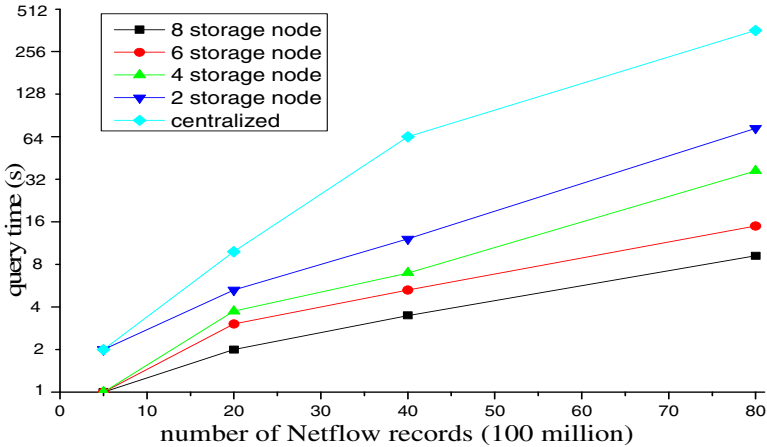 512
256
128
64
32
16
8
4
2
1
query time (s)
8 storage node
6 storage node
4 storage node
2 storage node
centralized
0 10 20 30 40 50 60 70 80
number of Netflow records (100 million)